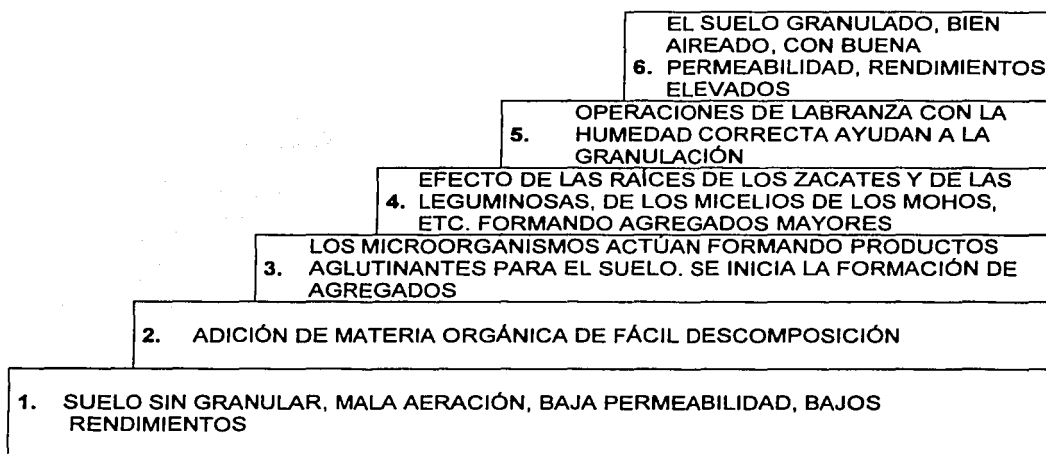 EL SUELO GRANULADO, BIEN
AIREADO, CON BUENA
6. PERMEABILIDAD, RENDIMIENTOS
ELEVADOS
OPERACIONES DE LABRANZA CON LA
5. HUMEDAD CORRECTA AYUDAN A LA
GRANULACIÓN
EFECTO DE LAS RAÍCES DE LOS ZACATES Y DE LAS
4. LEGUMINOSAS, DE LOS MICELIOS DE LOS MOHOS,
ETC. FORMANDO AGREGADOS MAYORES
LOS MICROORGANISMOS ACTÚAN FORMANDO PRODUCTOS
3. AGLUTINANTES PARA EL SUELO. SE INICIA LA FORMACIÓN DE
AGREGADOS
2. ADICIÓN DE MATERIA ORGÁNICA DE FÁCIL DESCOMPOSICIÓN
1. SUELO SIN GRANULAR, MALA AERACIÓN, BAJA PERMEABILIDAD, BAJOS
RENDIMIENTOS